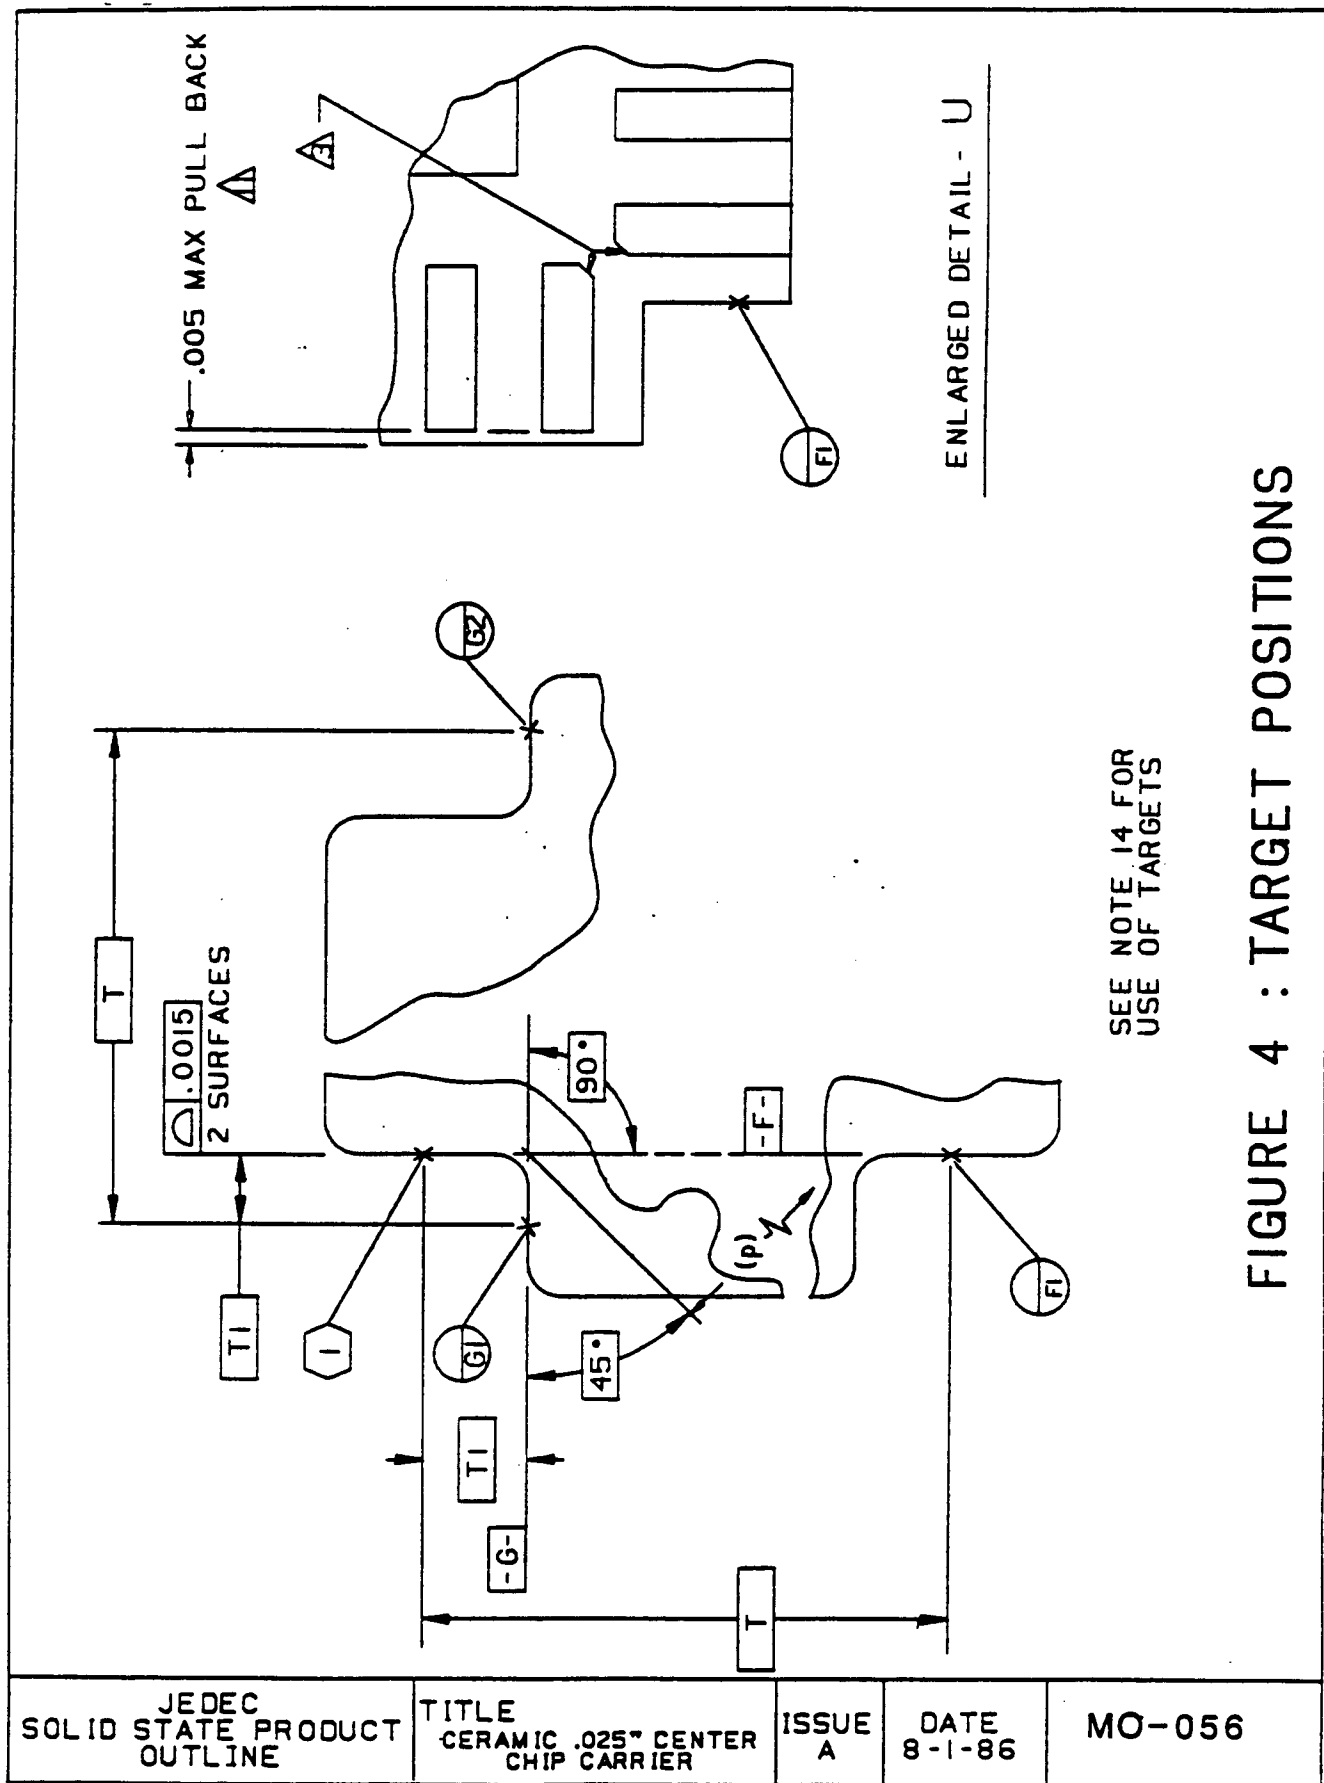 .005 MAX PULL BACK
11
3
F1
ENLARGED DETAIL - U
G2
T
.0015
2 SURFACES
T1
1
G1
T1
-G-
90°
45°
-F-
(p)
F1
T
SEE NOTE 14 FOR
USE OF TARGETS
FIGURE 4 : TARGET POSITIONS
JEDEC
SOLID STATE PRODUCT
OUTLINE
TITLE
CERAMIC .025" CENTER
CHIP CARRIER
ISSUE
A
DATE
8-1-86
MO-056